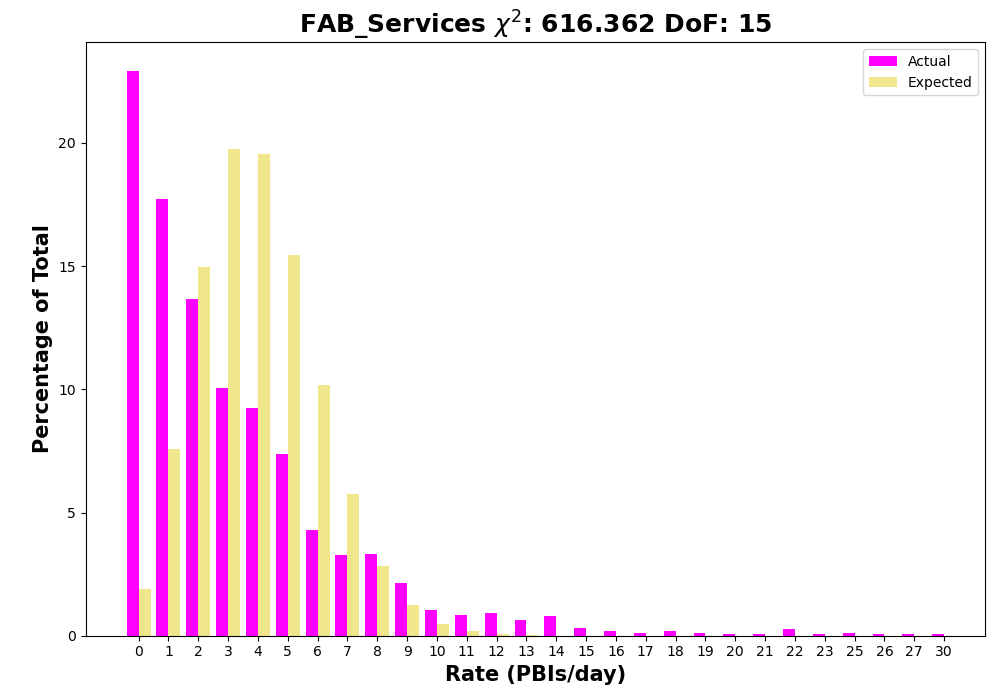 FAB_Services χ²: 616.362 DoF: 15
Actual
Expected
Percentage of Total
20
15
10
5
0
0 1 2 3 4 5 6 7 8 9 10 11 12 13 14 15 16 17 18 19 20 21 22 23 25 26 27 30
Rate (PBIs/day)